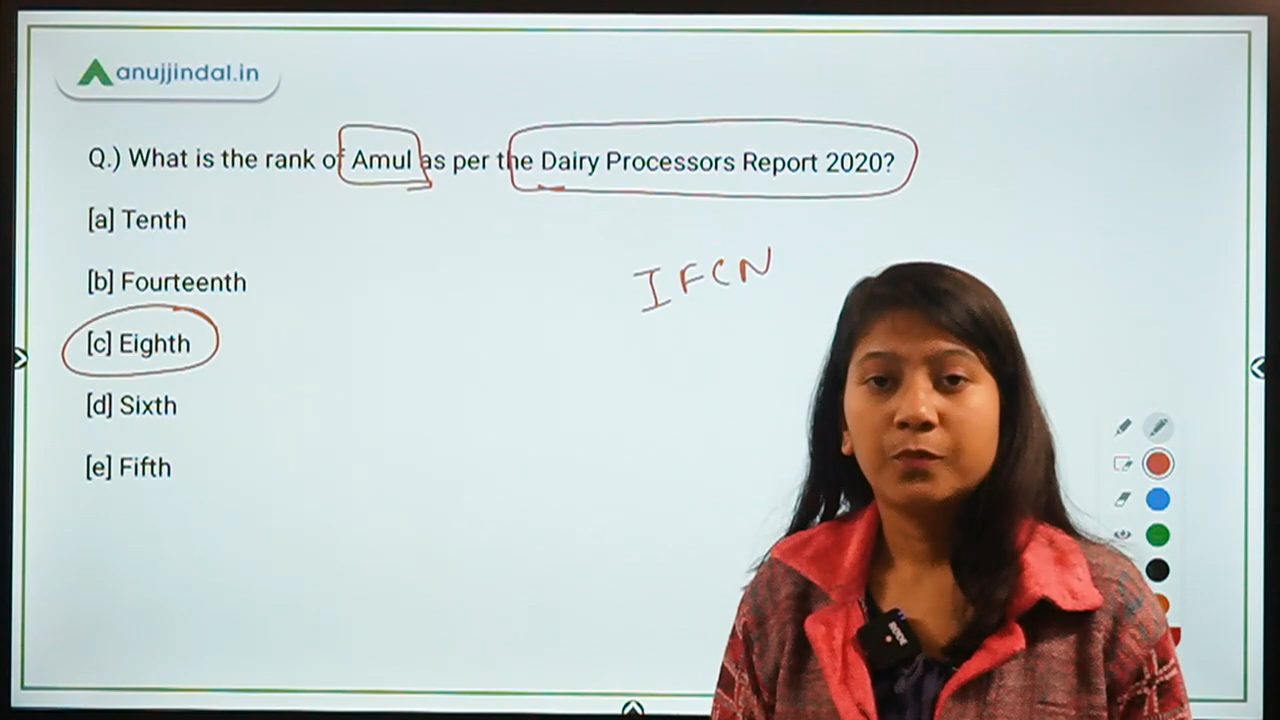 anujjindal.in
Q.) What is the rank of Amul as per the Dairy Processors Report 2020?
[a] Tenth
IFCN
[b] Fourteenth
[c] Eighth
[d] Sixth
[e] Fifth
RODE